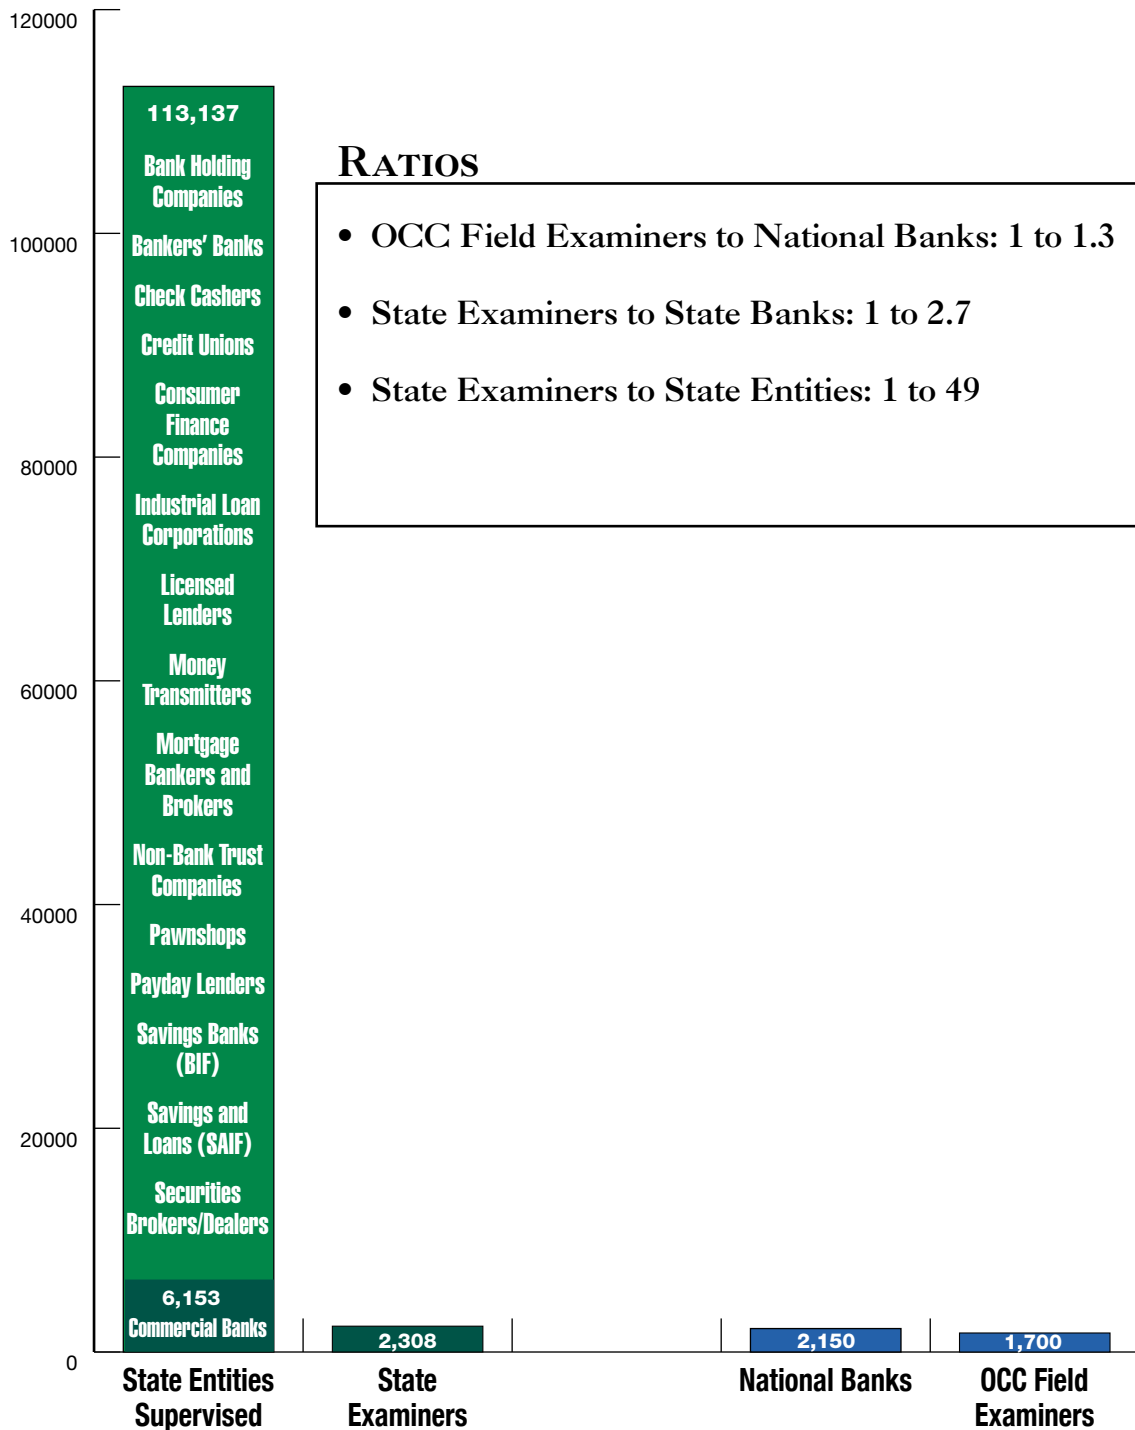 120000
100000
80000
60000
40000
20000
0
113,137
Bank Holding
Companies
Bankers' Banks
Check Cashers
Credit Unions
Consumer
Finance
Companies
Industrial Loan
Corporations
Licensed
Lenders
Money
Transmitters
Mortgage
Bankers and
Brokers
Non-Bank Trust
Companies
Pawnshops
Payday Lenders
Savings Banks
(BIF)
Savings and
Loans (SAIF)
Securities
Brokers/Dealers
6,153
Commercial Banks
RATIOS
• OCC Field Examiners to National Banks: 1 to 1.3
• State Examiners to State Banks: 1 to 2.7
• State Examiners to State Entities: 1 to 49
2,308
2,150
1,700
State Entities
Supervised
State
Examiners
National Banks
OCC Field
Examiners